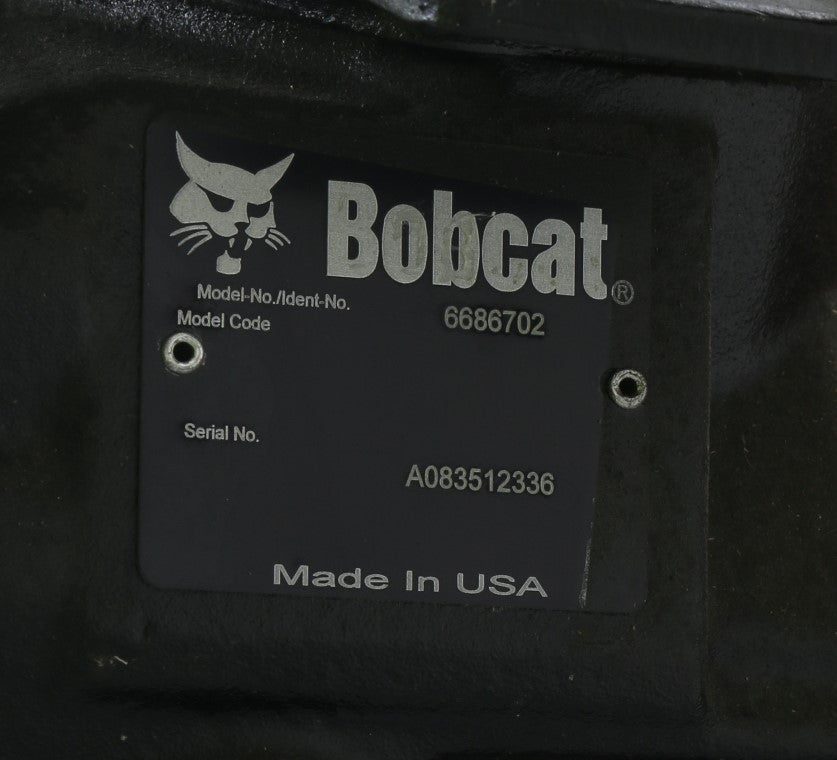 Bobcat®
Model-No./Ident-No.
Model Code 6686702
Serial No.
A083512336
Made In USA